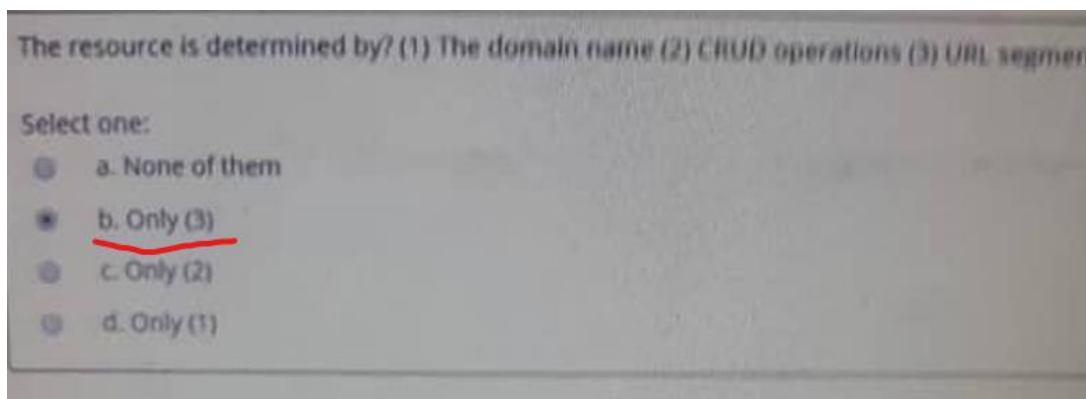 The resource is determined by? (1) The domain name (2) CRUD operations (3) URL
Select one:
a. None of them
b. Only (3)
c. Only (2)
d. Only (1)